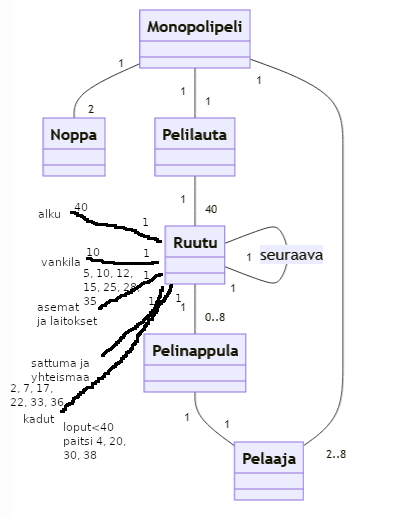 Monopolipeli
1
1
1
1
2
Noppa
Pelilauta
1
40
alku
40
1
Ruutu
seuraava
1
1
vankila
10
1
5, 10, 12,
15, 25, 28
35
1
asemat
ja laitokset
1
1
1
0..8
Pelinappula
sattuma ja
yhteismaa
2, 7, 17,
22, 33, 36
kadut
loput<40
paitsi 4, 20,
30, 38
1
1
Pelaaja
2..8